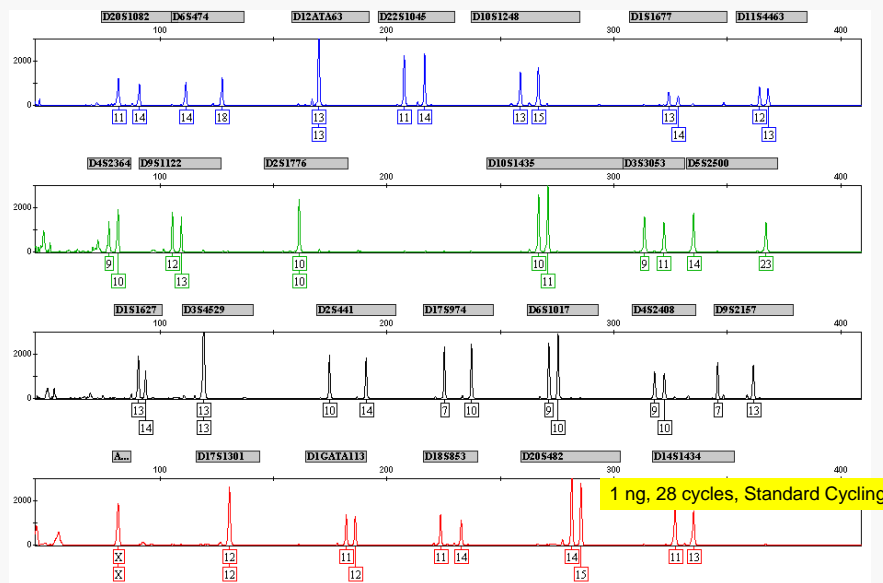 D20S1082 D6S474 D12ATA63 D22S1045 D10S1248 D1S1677 D11S4463
100 200 300 400
2000
0
11 14 14 18 13 11 14 13 15 13 12
13 14 13
D4S2364 D9S1122 D2S1776 D10S1435 D3S3053 D5S2500
100 200 300 400
2000
0
9 12 10 10 9 11 14 23
10 13 10 11
D1S1627 D3S4529 D2S441 D17S974 D6S1017 D4S2408 D9S2157
100 200 300 400
2000
0
13 13 10 14 7 10 9 9 7 13
14 13 10 10
A... D17S1301 D1GATA113 D18S853 D20S482 D14S1434
100 200 300 400
1 ng, 28 cycles, Standard Cycling
2000
0
X 12 11 11 14 14 11 13
X 12 12 15